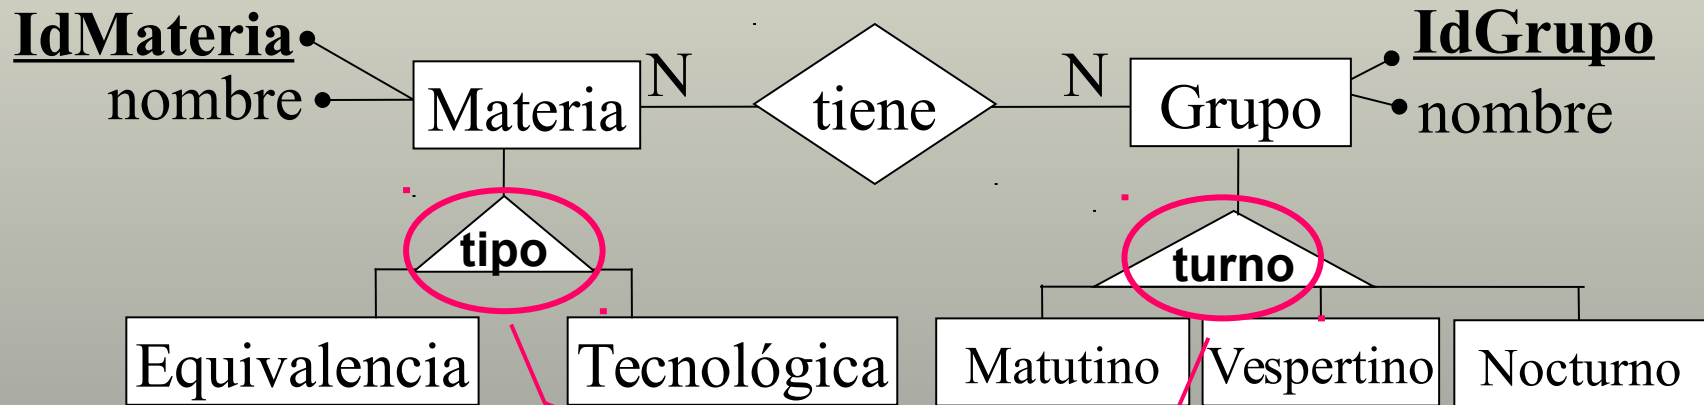 IdMateria
nombre
Materia
N
tiene
N
Grupo
IdGrupo
nombre
tipo
turno
Equivalencia
Tecnológica
Matutino
Vespertino
Nocturno